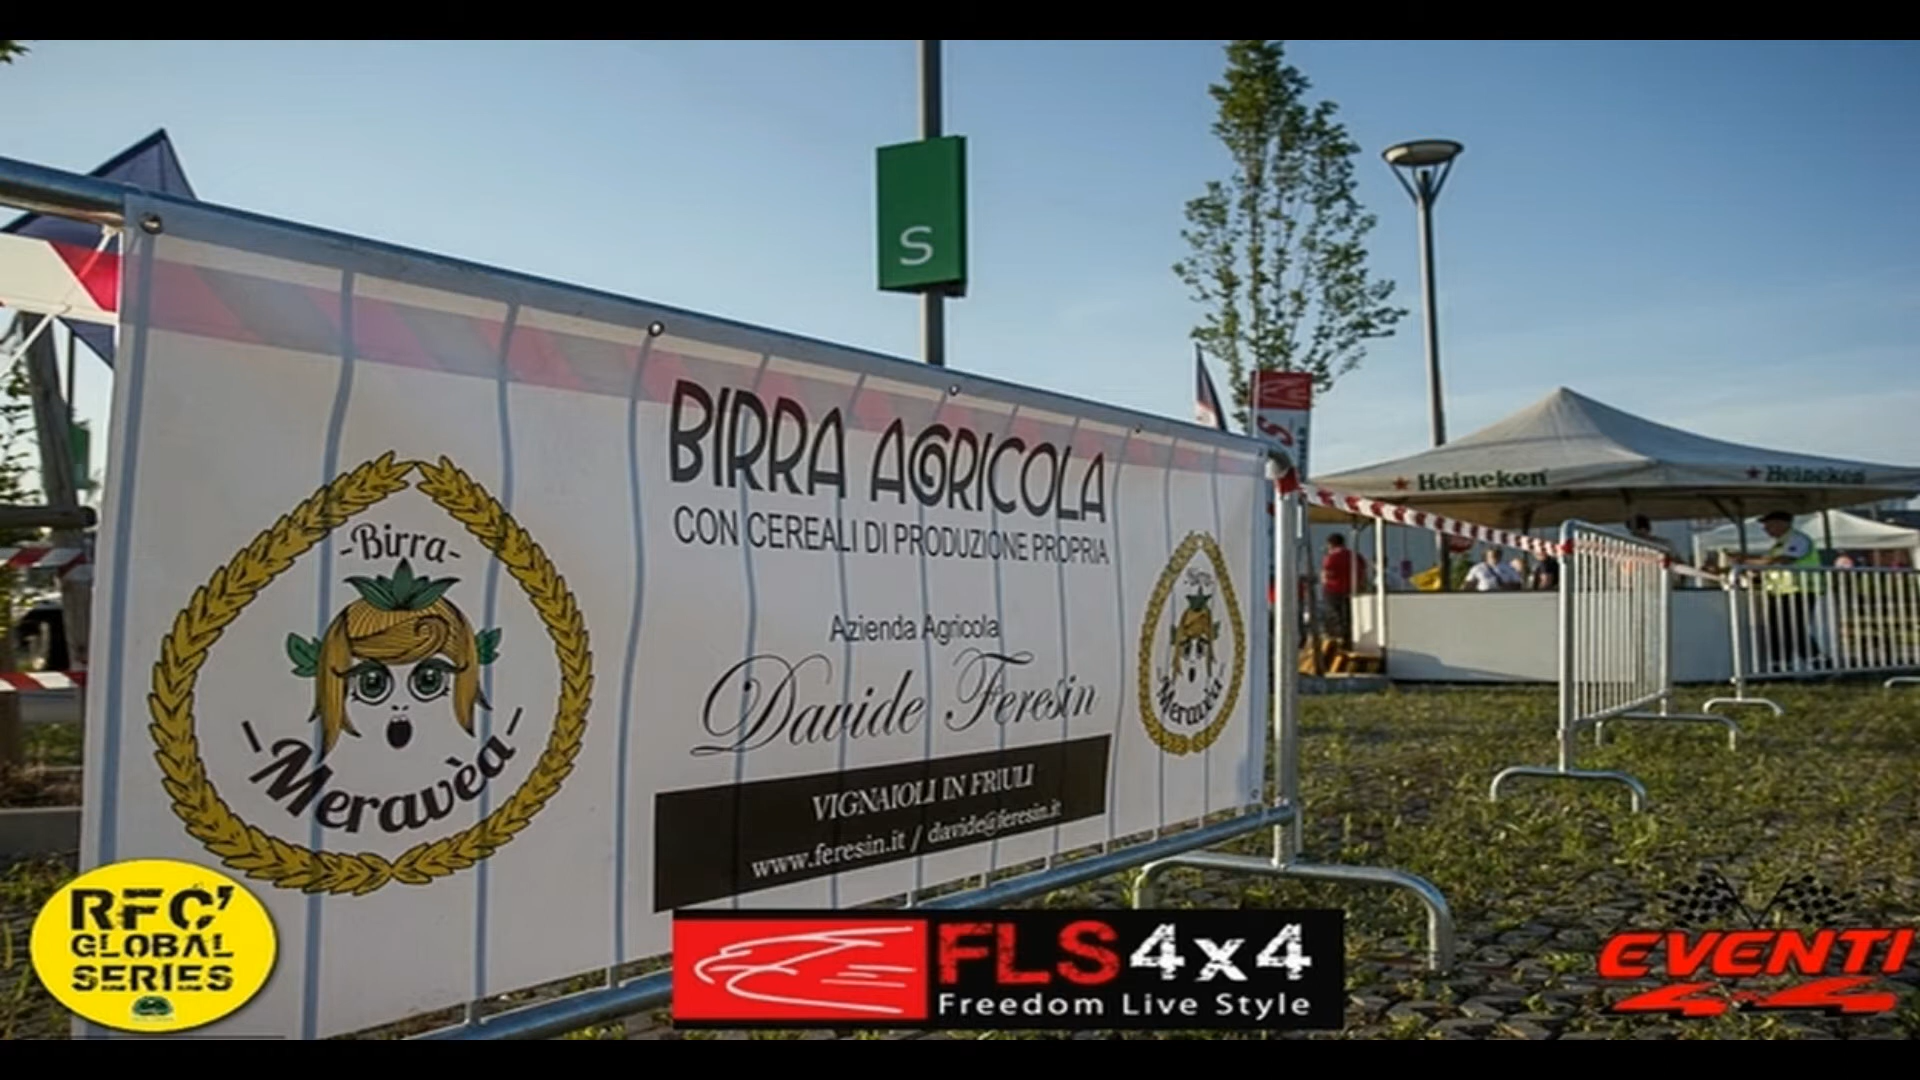 S
BIRRA AGRICOLA
CON CEREALI DI PRODUZIONE PROPRIA
Azienda Agricola
Davide Feresin
VIGNAIOLI IN FRIULI
www.feresin.it / davide@feresin.it
-Birra-
-Meravèa-
Birra
Meravèa
Heineken
Heineken
RFC'
GLOBAL
SERIES
FLS4x4
Freedom Live Style
EVENTI
4x4